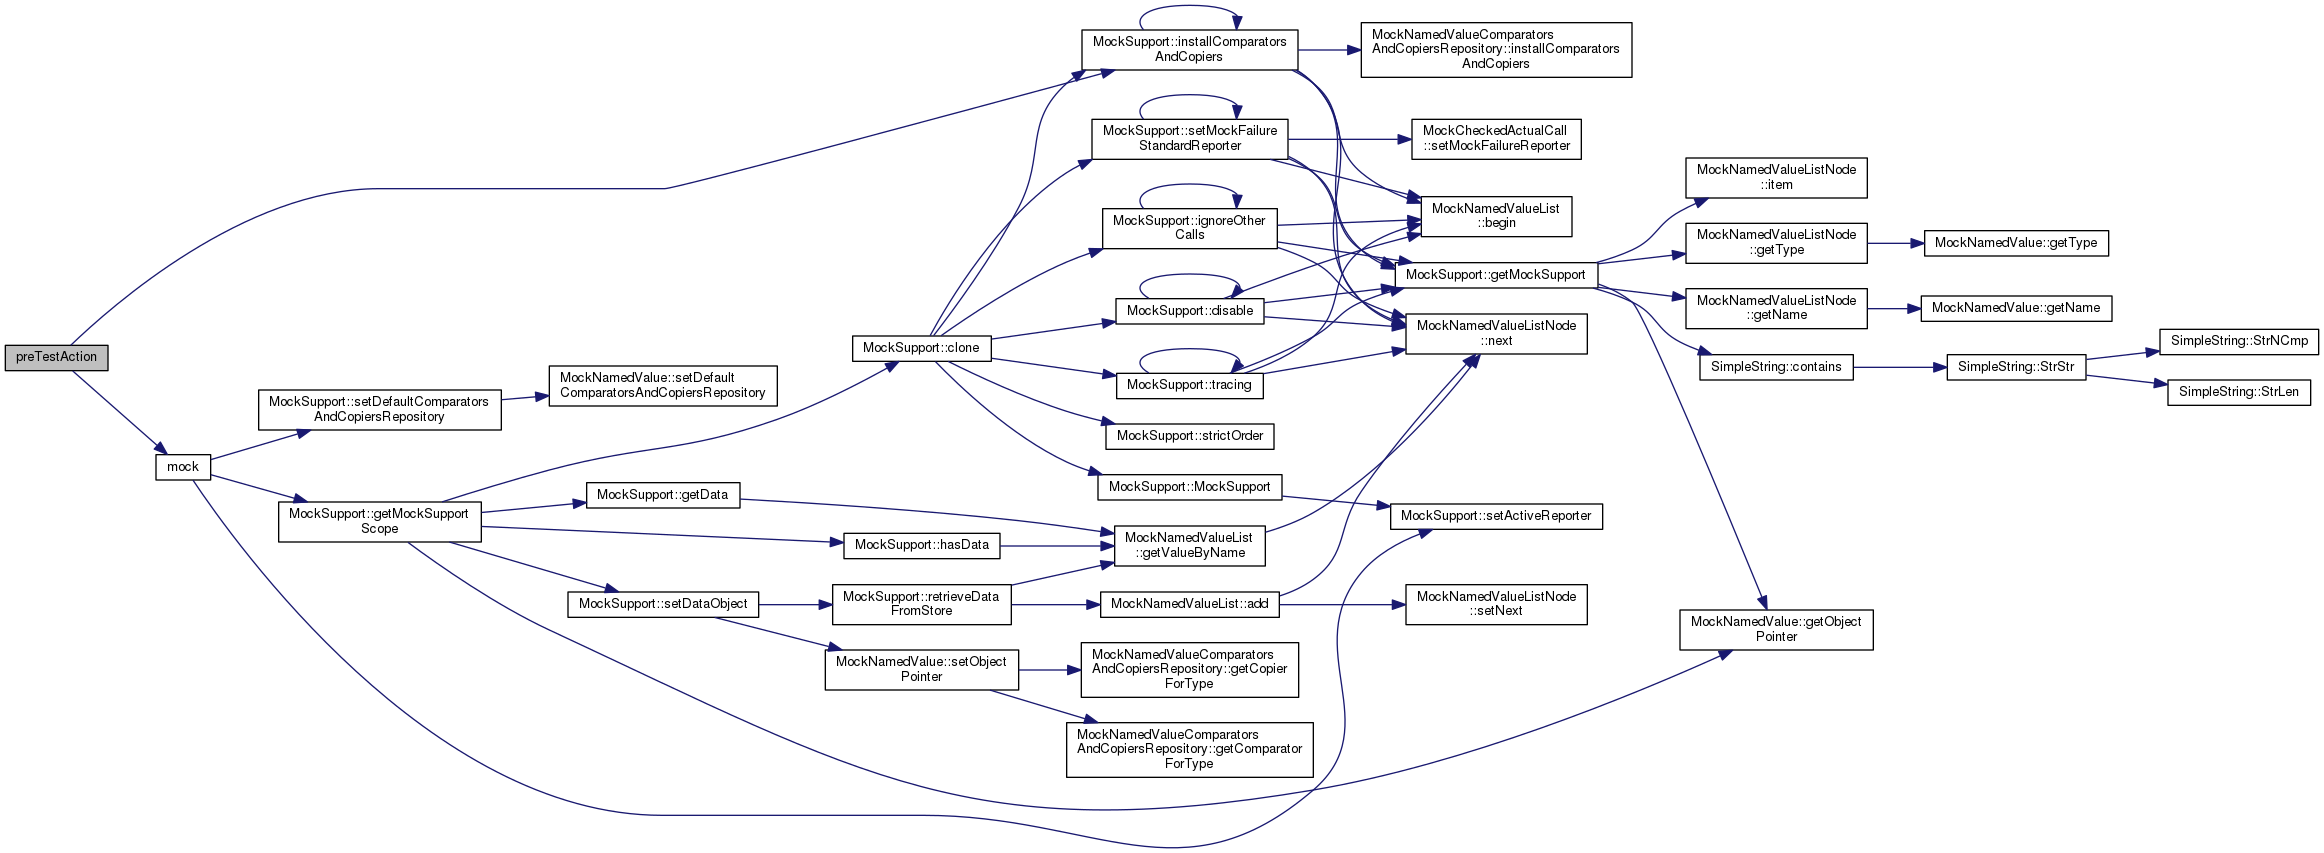 preTestAction
mock
MockSupport::setDefaultComparators
AndCopiersRepository
MockNamedValue::setDefault
ComparatorsAndCopiersRepository
MockSupport::getMockSupport
Scope
MockSupport::getData
MockSupport::hasData
MockSupport::setDataObject
MockSupport::retrieveData
FromStore
MockNamedValue::setObject
Pointer
MockSupport::clone
MockSupport::installComparators
AndCopiers
MockSupport::setMockFailure
StandardReporter
MockSupport::ignoreOther
Calls
MockSupport::disable
MockSupport::tracing
MockSupport::strictOrder
MockSupport::MockSupport
MockNamedValueList
::getValueByName
MockNamedValueList::add
MockNamedValueComparators
AndCopiersRepository::getCopier
ForType
MockNamedValueComparators
AndCopiersRepository::getComparator
ForType
MockNamedValueComparators
AndCopiersRepository::installComparators
AndCopiers
MockCheckedActualCall
::setMockFailureReporter
MockNamedValueList
::begin
MockSupport::getMockSupport
MockNamedValueListNode
::next
MockSupport::setActiveReporter
MockNamedValueListNode
::setNext
MockNamedValueListNode
::item
MockNamedValueListNode
::getType
MockNamedValueListNode
::getName
SimpleString::contains
MockNamedValue::getObject
Pointer
MockNamedValue::getType
MockNamedValue::getName
SimpleString::StrStr
SimpleString::StrNCmp
SimpleString::StrLen